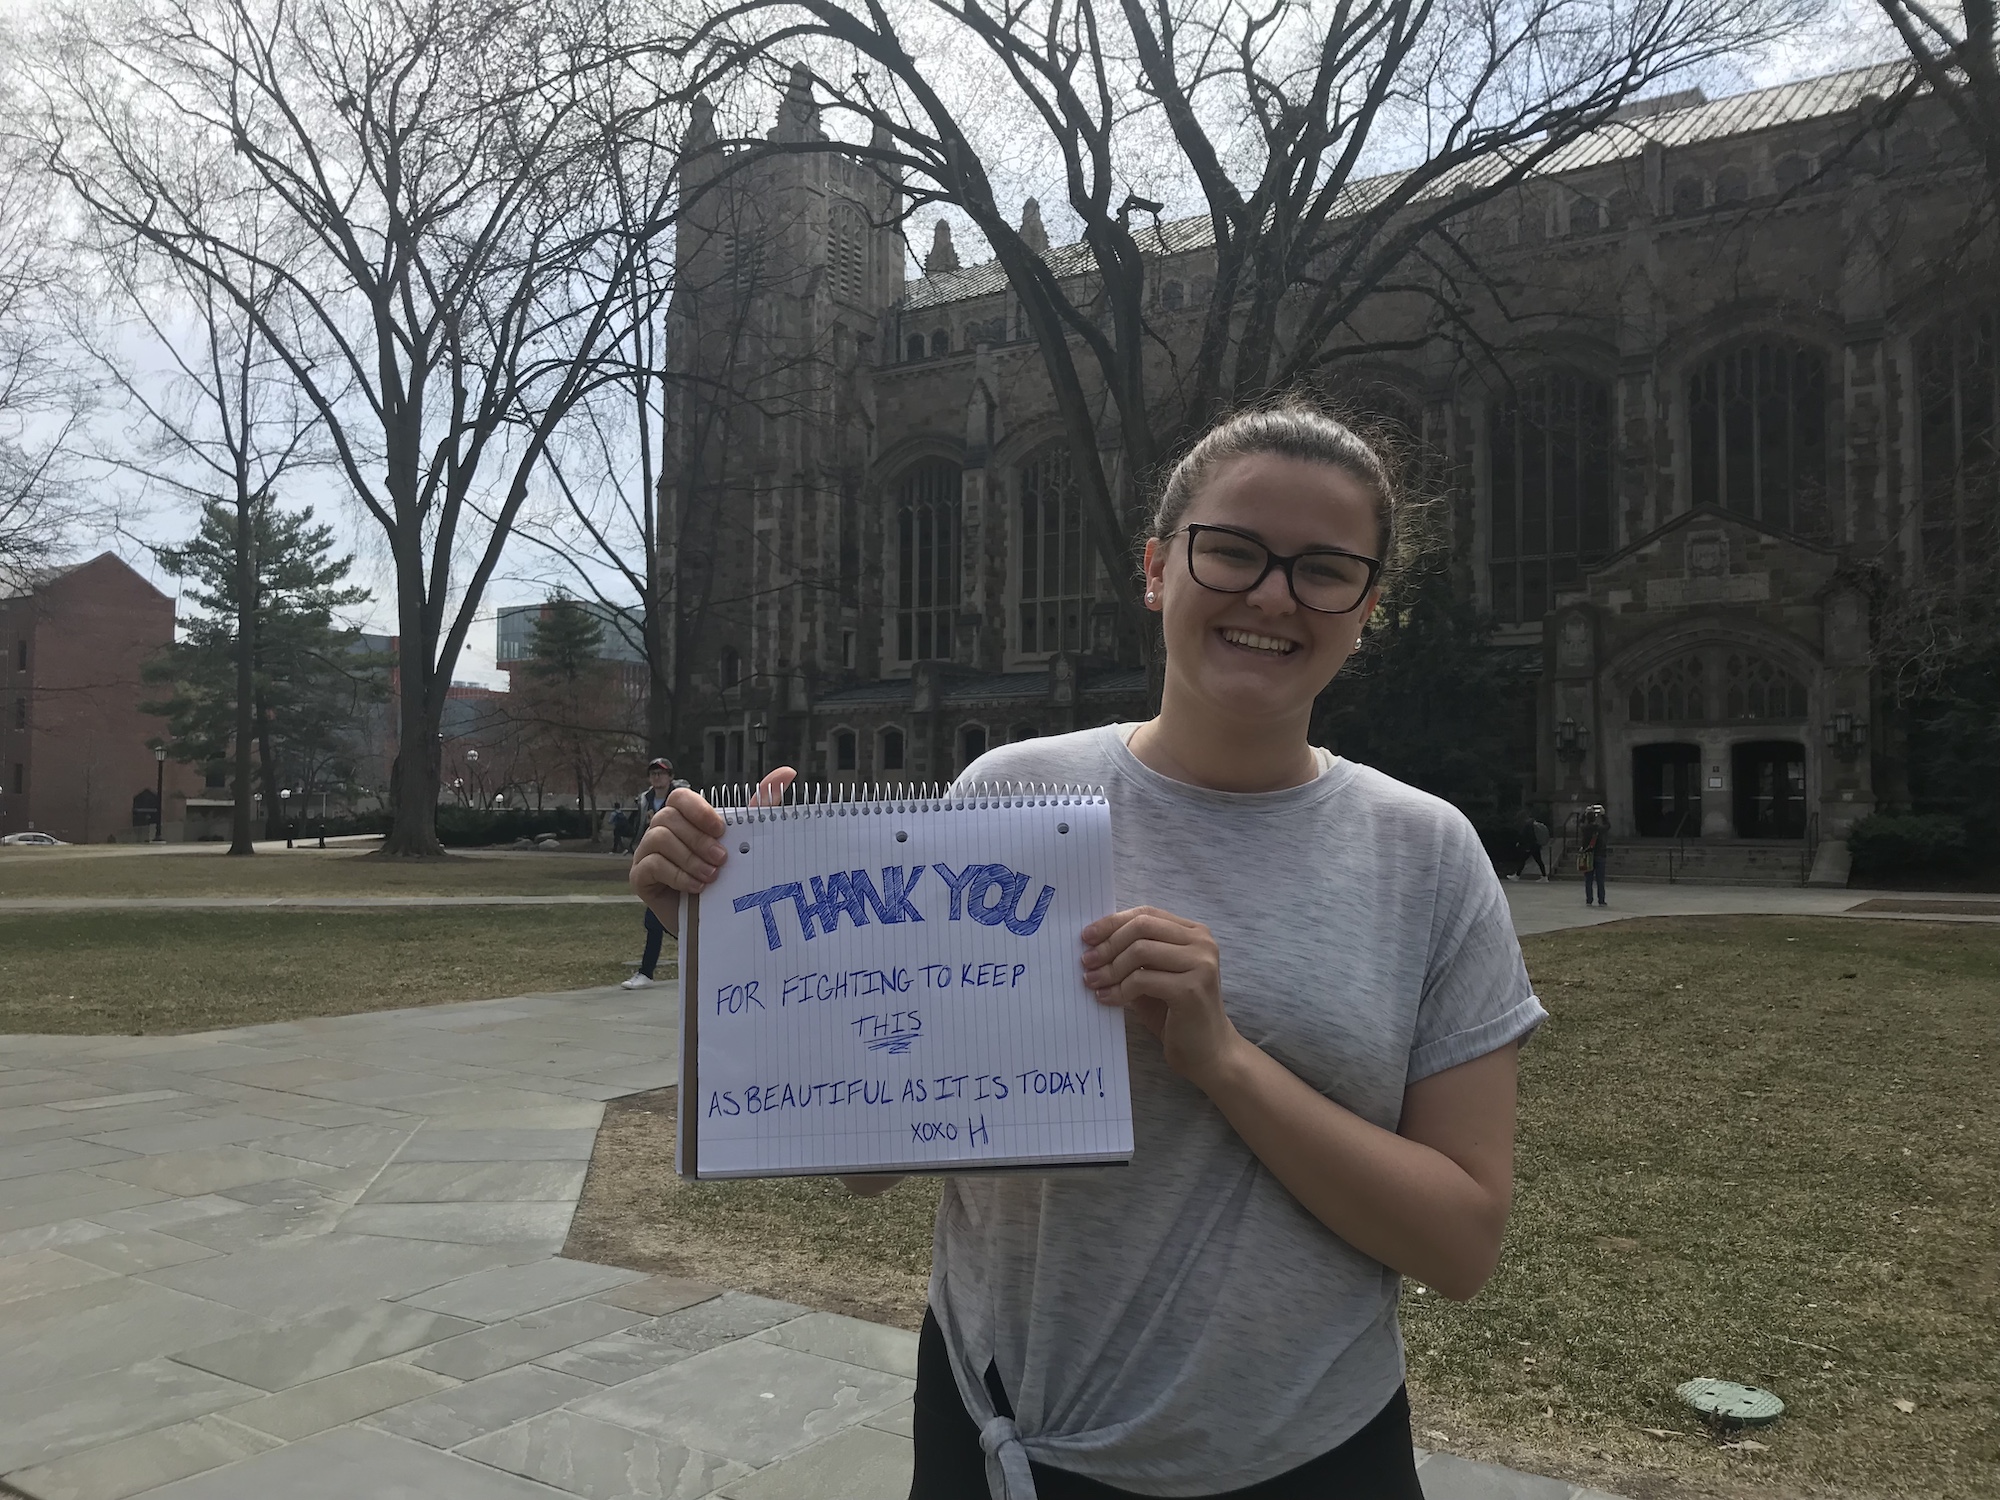 THANK YOU
FOR FIGHTING TO KEEP
THIS
AS BEAUTIFUL AS IT IS TODAY!
XOXO H